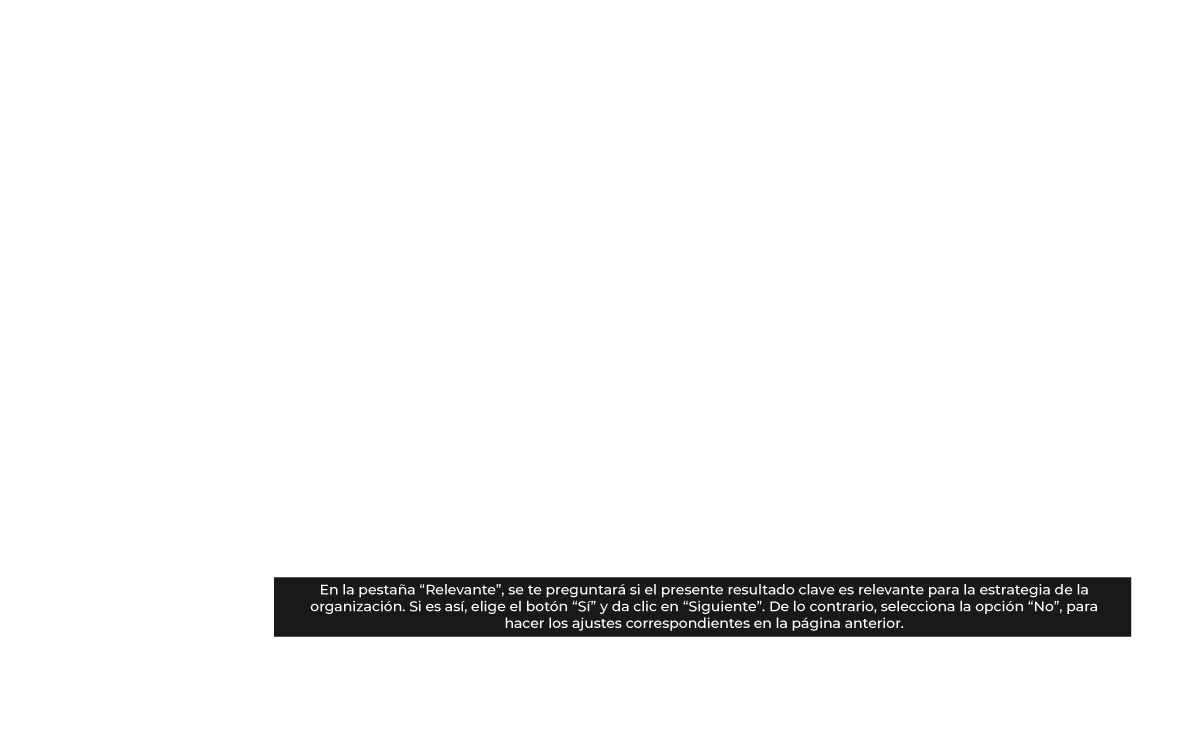 En la pestaña “Relevante”, se te preguntará si el presente resultado clave es relevante para la estrategia de la
organización. Si es así, elige el botón “Sí” y da clic en “Siguiente”. De lo contrario, selecciona la opción “No”, para
hacer los ajustes correspondientes en la página anterior.